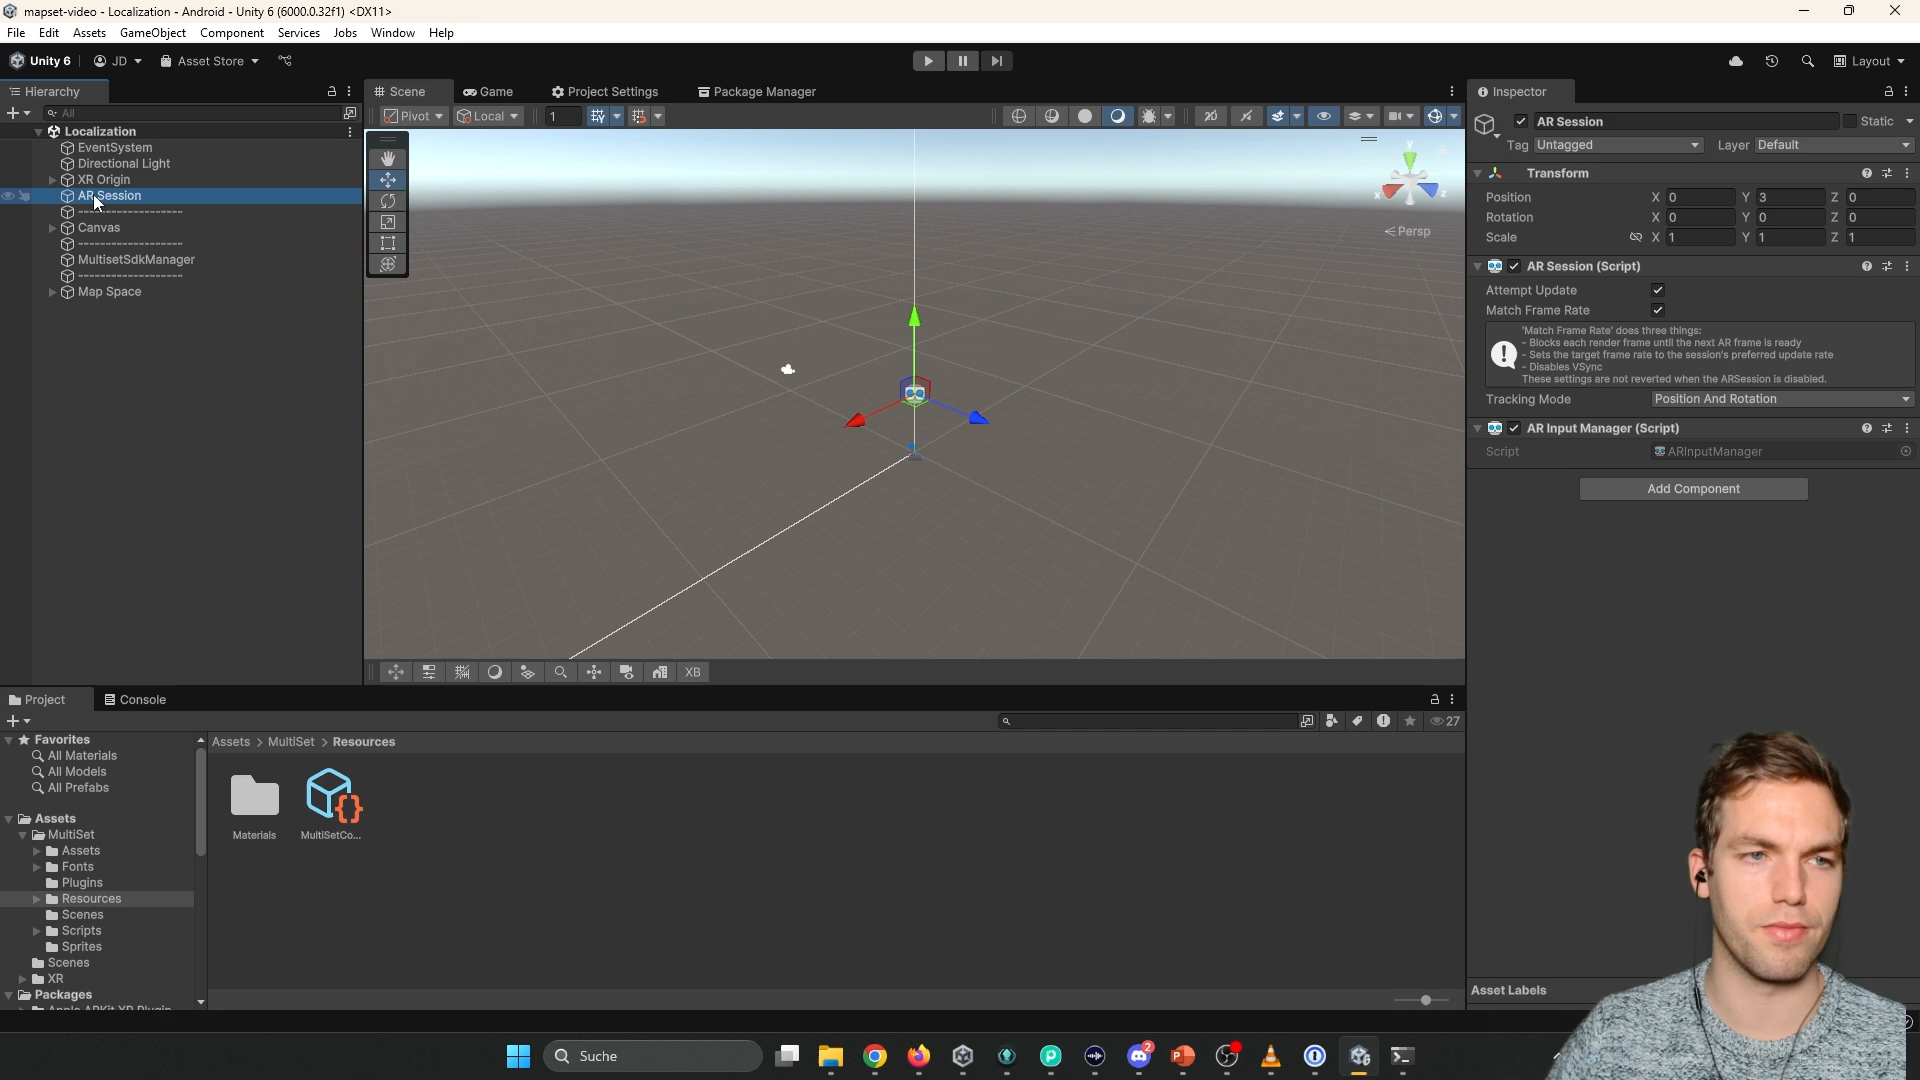 mapset-video - Localization - Android - Unity 6 (6000.0.32f1) <DX11>
File Edit Assets GameObject Component Services Jobs Window Help
Unity 6 JD Asset Store Layout
Hierarchy
All
Localization
EventSystem
Directional Light
XR Origin
AR Session
-------------------
Canvas
-------------------
MultisetSdkManager
-------------------
Map Space
Scene Game Project Settings Package Manager
Pivot Local 1 2D
y
x
z
Persp
XB
Inspector
AR Session Static
Tag Untagged Layer Default
Transform
Position X 0 Y 3 Z 0
Rotation X 0 Y 0 Z 0
Scale X 1 Y 1 Z 1
AR Session (Script)
Attempt Update
Match Frame Rate
'Match Frame Rate' does three things:
- Blocks each render frame until the next AR frame is ready
- Sets the target frame rate to the session's preferred update rate
- Disables VSync
These settings are not reverted when the ARSession is disabled.
Tracking Mode Position And Rotation
AR Input Manager (Script)
Script ARInputManager
Add Component
Asset Labels
Project Console
27
Favorites
All Materials
All Models
All Prefabs
Assets
MultiSet
Assets
Fonts
Plugins
Resources
Scenes
Scripts
Sprites
Scenes
XR
Packages
Apple ARKit XR Plugin
Assets > MultiSet > Resources
Materials
MultiSetCo...
Suche
2